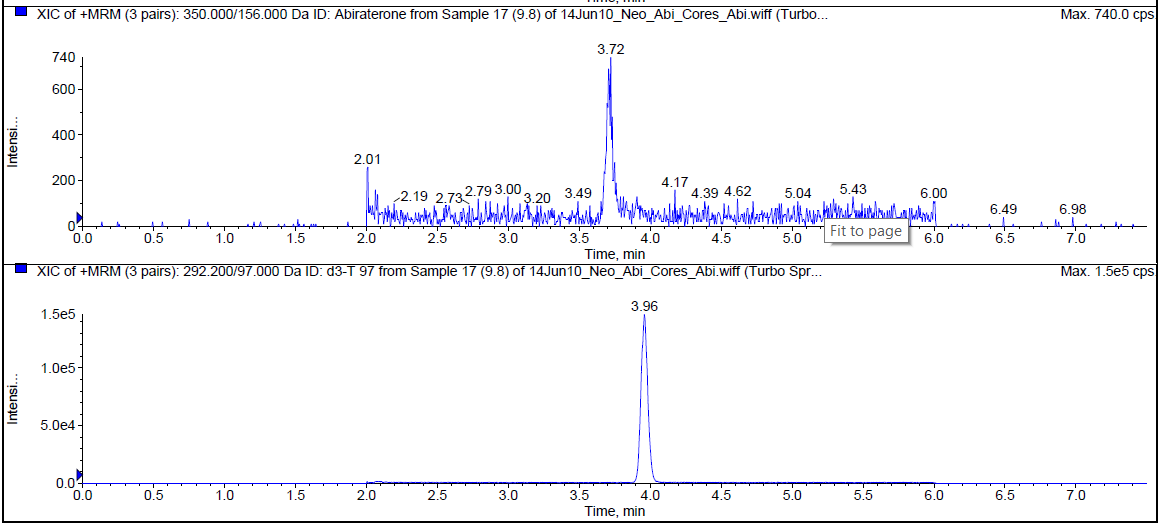 XIC of +MRM (3 pairs): 350.000/156.000 Da ID: Abiraterone from Sample 17 (9.8) of 14Jun10_Neo_Abi_Cores_Abi.wiff (Turbo... Max. 740.0 cps.
3.72
740
600
400
200
0
Intensi...
2.01
2.19
2.73
2.79
3.00
3.20
3.49
4.17
4.39
4.62
5.04
5.43
6.00
6.49
6.98
Fit to page
0.0 0.5 1.0 1.5 2.0 2.5 3.0 3.5 4.0 4.5 5.0 5.5 6.0 6.5 7.0
Time, min
XIC of +MRM (3 pairs): 292.200/97.000 Da ID: d3-T 97 from Sample 17 (9.8) of 14Jun10_Neo_Abi_Cores_Abi.wiff (Turbo Spr... Max. 1.5e5 cps.
3.96
1.5e5
1.0e5
5.0e4
0.0
Intensi...
0.0 0.5 1.0 1.5 2.0 2.5 3.0 3.5 4.0 4.5 5.0 5.5 6.0 6.5 7.0
Time, min